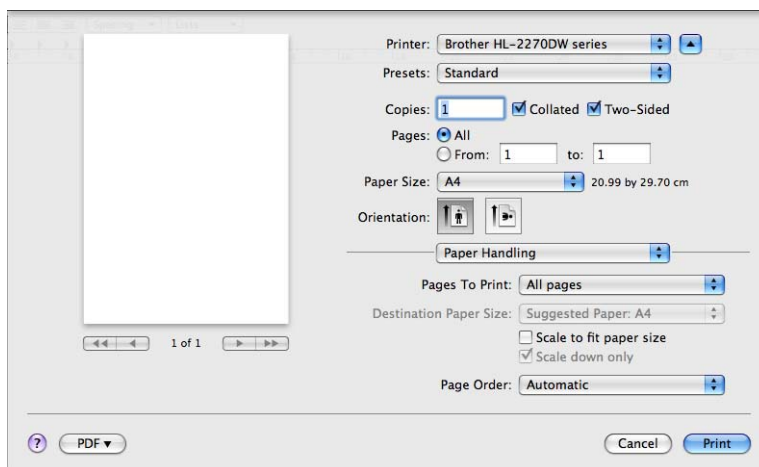 Spacing Lists
Printer: Brother HL-2270DW series
Presets: Standard
Copies: 1 Collated Two-Sided
Pages: All
From: 1 to: 1
Paper Size: A4 20.99 by 29.70 cm
Orientation:
Paper Handling
Pages To Print: All pages
Destination Paper Size: Suggested Paper: A4
Scale to fit paper size
Scale down only
1 of 1
Page Order: Automatic
? PDF ▼ Cancel Print